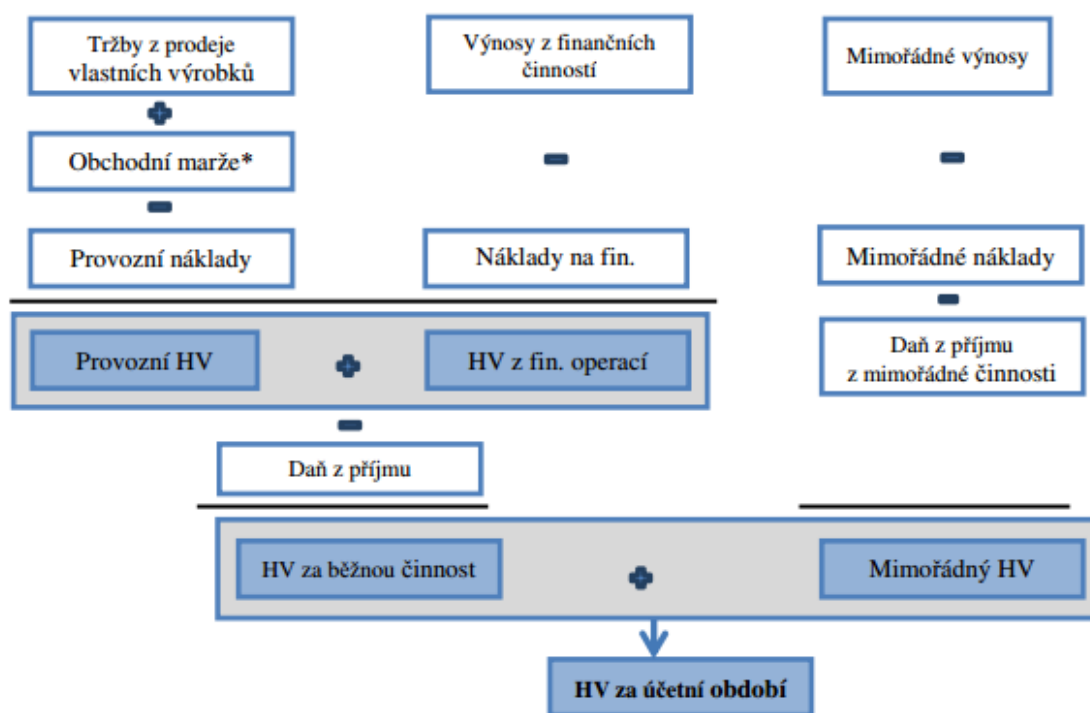 Tržby z prodeje
vlastních výrobků
Výnosy z finančních
činností
Mimořádné výnosy
Obchodní marže*
Provozní náklady
Náklady na fin.
Mimořádné náklady
Provozní HV
HV z fin. operací
Daň z příjmu
z mimořádné činnosti
Daň z příjmu
HV za běžnou činnost
Mimořádný HV
HV za účetní období